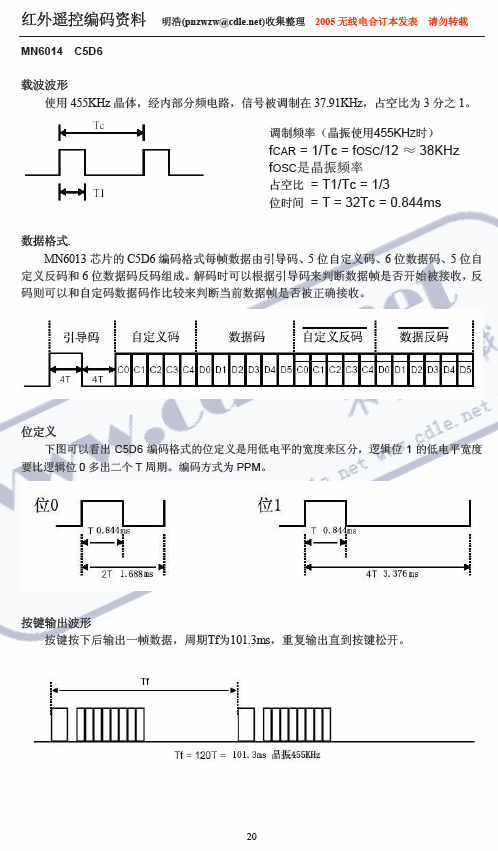 红外遥控编码资料 明浩(pnzwzw@cdle.net)收集整理 2005 无线电合订本发表 请勿转载
MN6014 C5D6
载波波形
使用 455KHz 晶体，经内部分频电路，信号被调制在 37.91KHz，占空比为 3 分之 1。
Tc
T1
调制频率（晶振使用455KHz时）
fCAR = 1/Tc = fOSC/12 ≈ 38KHz
fOSC是晶振频率
占空比 = T1/Tc = 1/3
位时间 = T = 32Tc = 0.844ms
数据格式.
MN6013 芯片的 C5D6 编码格式每帧数据由引导码、5 位自定义码、6 位数据码、5 位自
定义反码和 6 位数据码反码组成。解码时可以根据引导码来判断数据帧是否开始被接收，反
码则可以和自定码数据码作比较来判断当前数据帧是否被正确接收。
引导码 自定义码 数据码 自定义反码 数据反码
4T 4T C0 C1 C2 C3 C4 D0 D1 D2 D3 D4 D5 C0 C1 C2 C3 C4 D0 D1 D2 D3 D4 D5
位定义
下图可以看出 C5D6 编码格式的位定义是用低电平的宽度来区分，逻辑位 1 的低电平宽度
要比逻辑位 0 多出二个 T 周期。编码方式为 PPM。
位0 位1
T 0.844ms T 0.844ms
2T 1.688ms 4T 3.376ms
按键输出波形
按键按下后输出一帧数据，周期Tf为101.3ms，重复输出直到按键松开。
Tf
Tf = 120T = 101.3ms 晶振455KHz
20